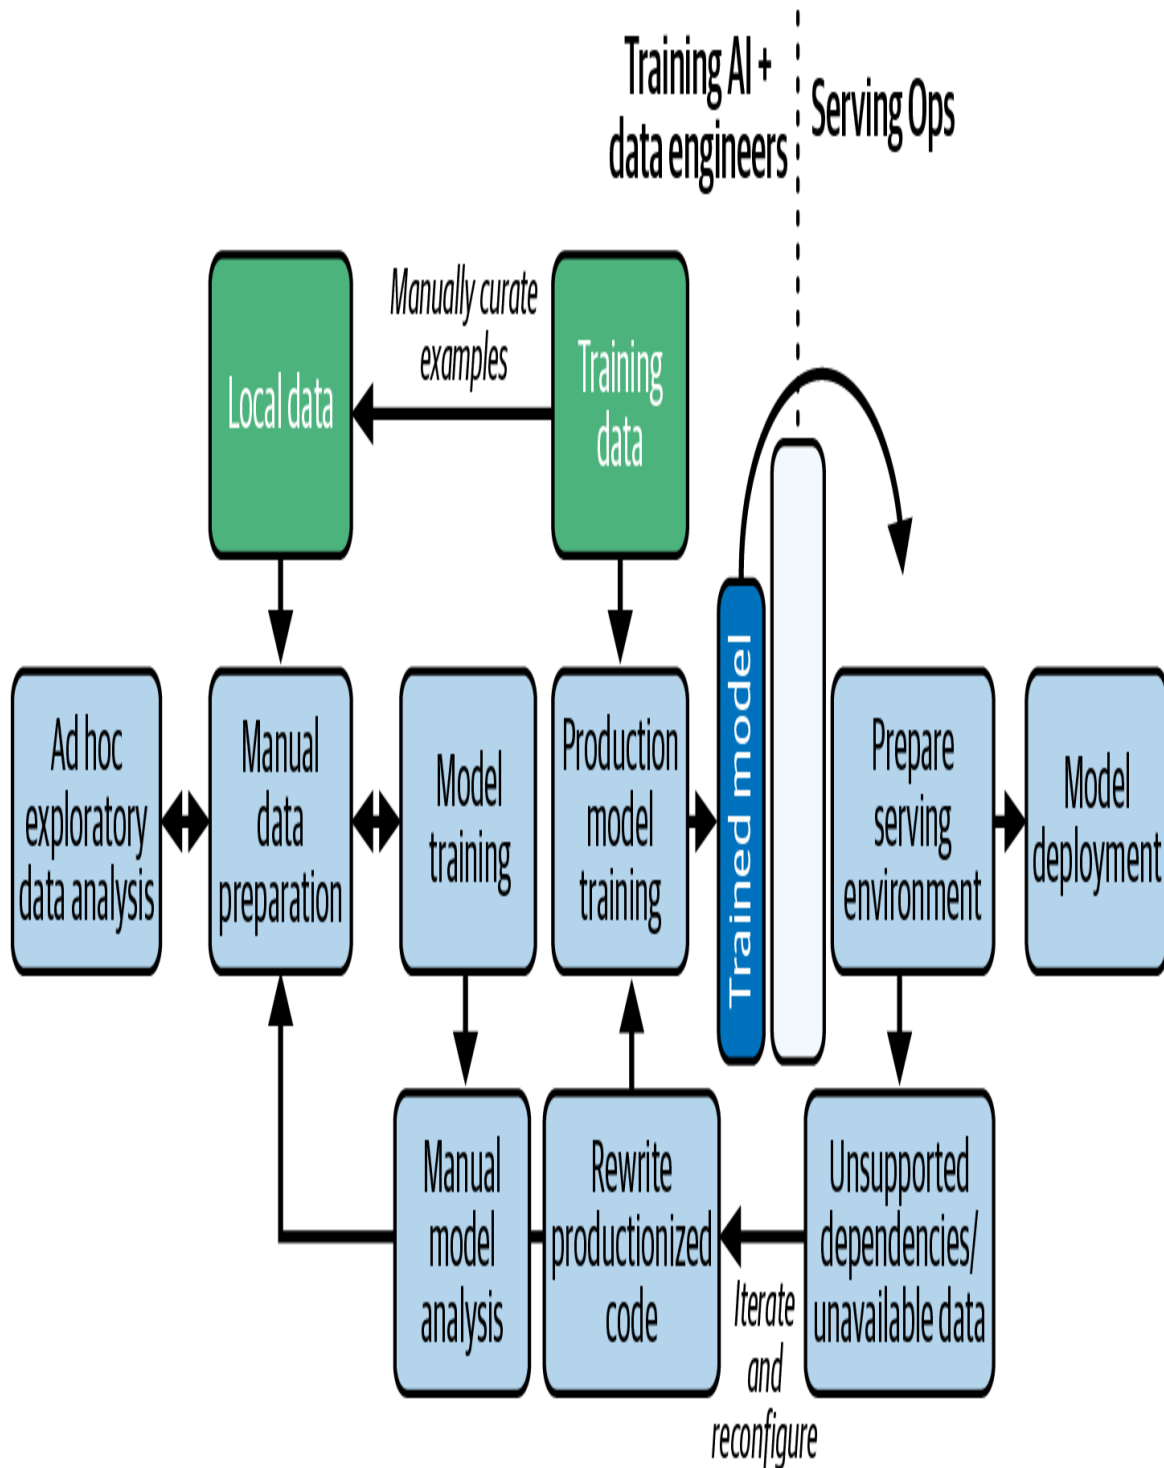 Training AI +
data engineers
Serving Ops
Manually curate
examples
Local data
Training
data
Ad hoc
exploratory
data analysis
Manual
data
preparation
Model
training
Production
model
training
Trained model
Prepare
serving
environment
Model
deployment
Manual
model
analysis
Rewrite
productionized
code
Iterate
and
reconfigure
Unsupported
dependencies/
unavailable data